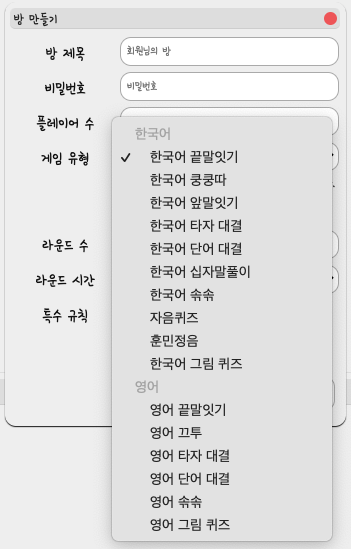 방 만들기
방 제목
회원님의 방
비밀번호
비밀번호
플레이어 수
게임 유형
라운드 수
라운드 시간
특수 규칙
한국어
✓ 한국어 끝말잇기
한국어 쿵쿵따
한국어 앞말잇기
한국어 타자 대결
한국어 단어 대결
한국어 십자말풀이
한국어 솎솎
자음퀴즈
훈민정음
한국어 그림 퀴즈
영어
영어 끝말잇기
영어 끄투
영어 타자 대결
영어 단어 대결
영어 솎솎
영어 그림 퀴즈